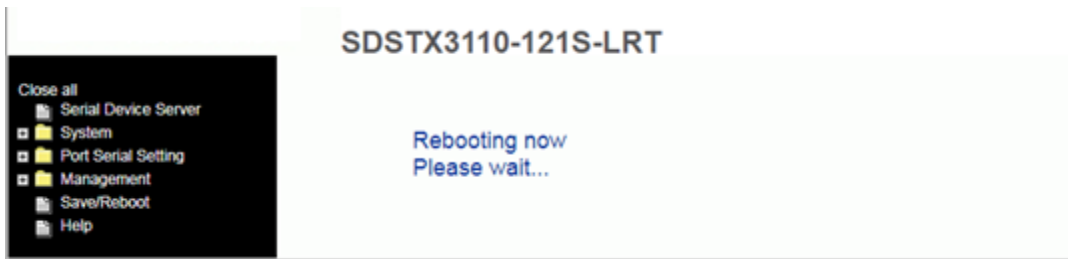 SDSTX3110-121S-LRT
Close all
Serial Device Server
System
Port Serial Setting
Management
Save/Reboot
Help
Rebooting now
Please wait...